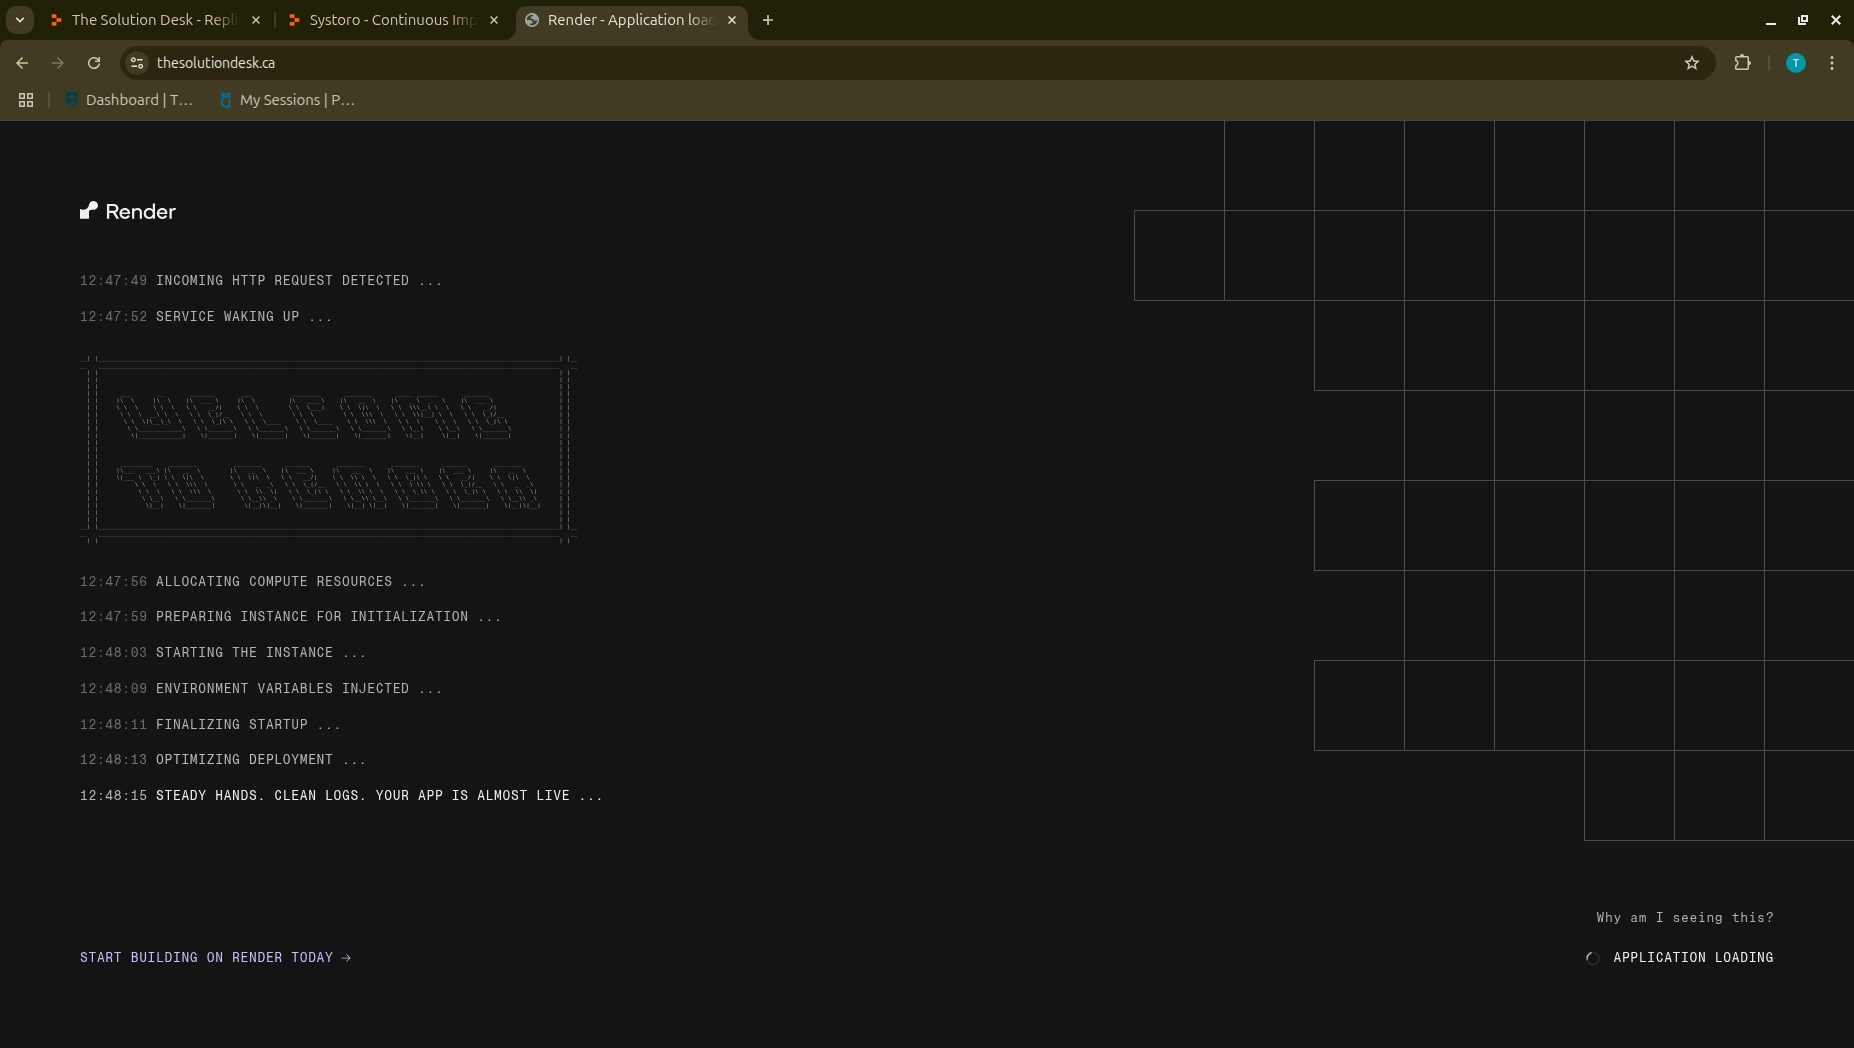 The Solution Desk - Repl
Systoro - Continuous Imp
Render - Application load
thesolutiondesk.ca
T
Dashboard | T...
My Sessions | P...
Render
12:47:49 INCOMING HTTP REQUEST DETECTED ...
12:47:52 SERVICE WAKING UP ...
WELCOME
TO RENDER
12:47:56 ALLOCATING COMPUTE RESOURCES ...
12:47:59 PREPARING INSTANCE FOR INITIALIZATION ...
12:48:03 STARTING THE INSTANCE ...
12:48:09 ENVIRONMENT VARIABLES INJECTED ...
12:48:11 FINALIZING STARTUP ...
12:48:13 OPTIMIZING DEPLOYMENT ...
12:48:15 STEADY HANDS. CLEAN LOGS. YOUR APP IS ALMOST LIVE ...
Why am I seeing this?
START BUILDING ON RENDER TODAY →
APPLICATION LOADING